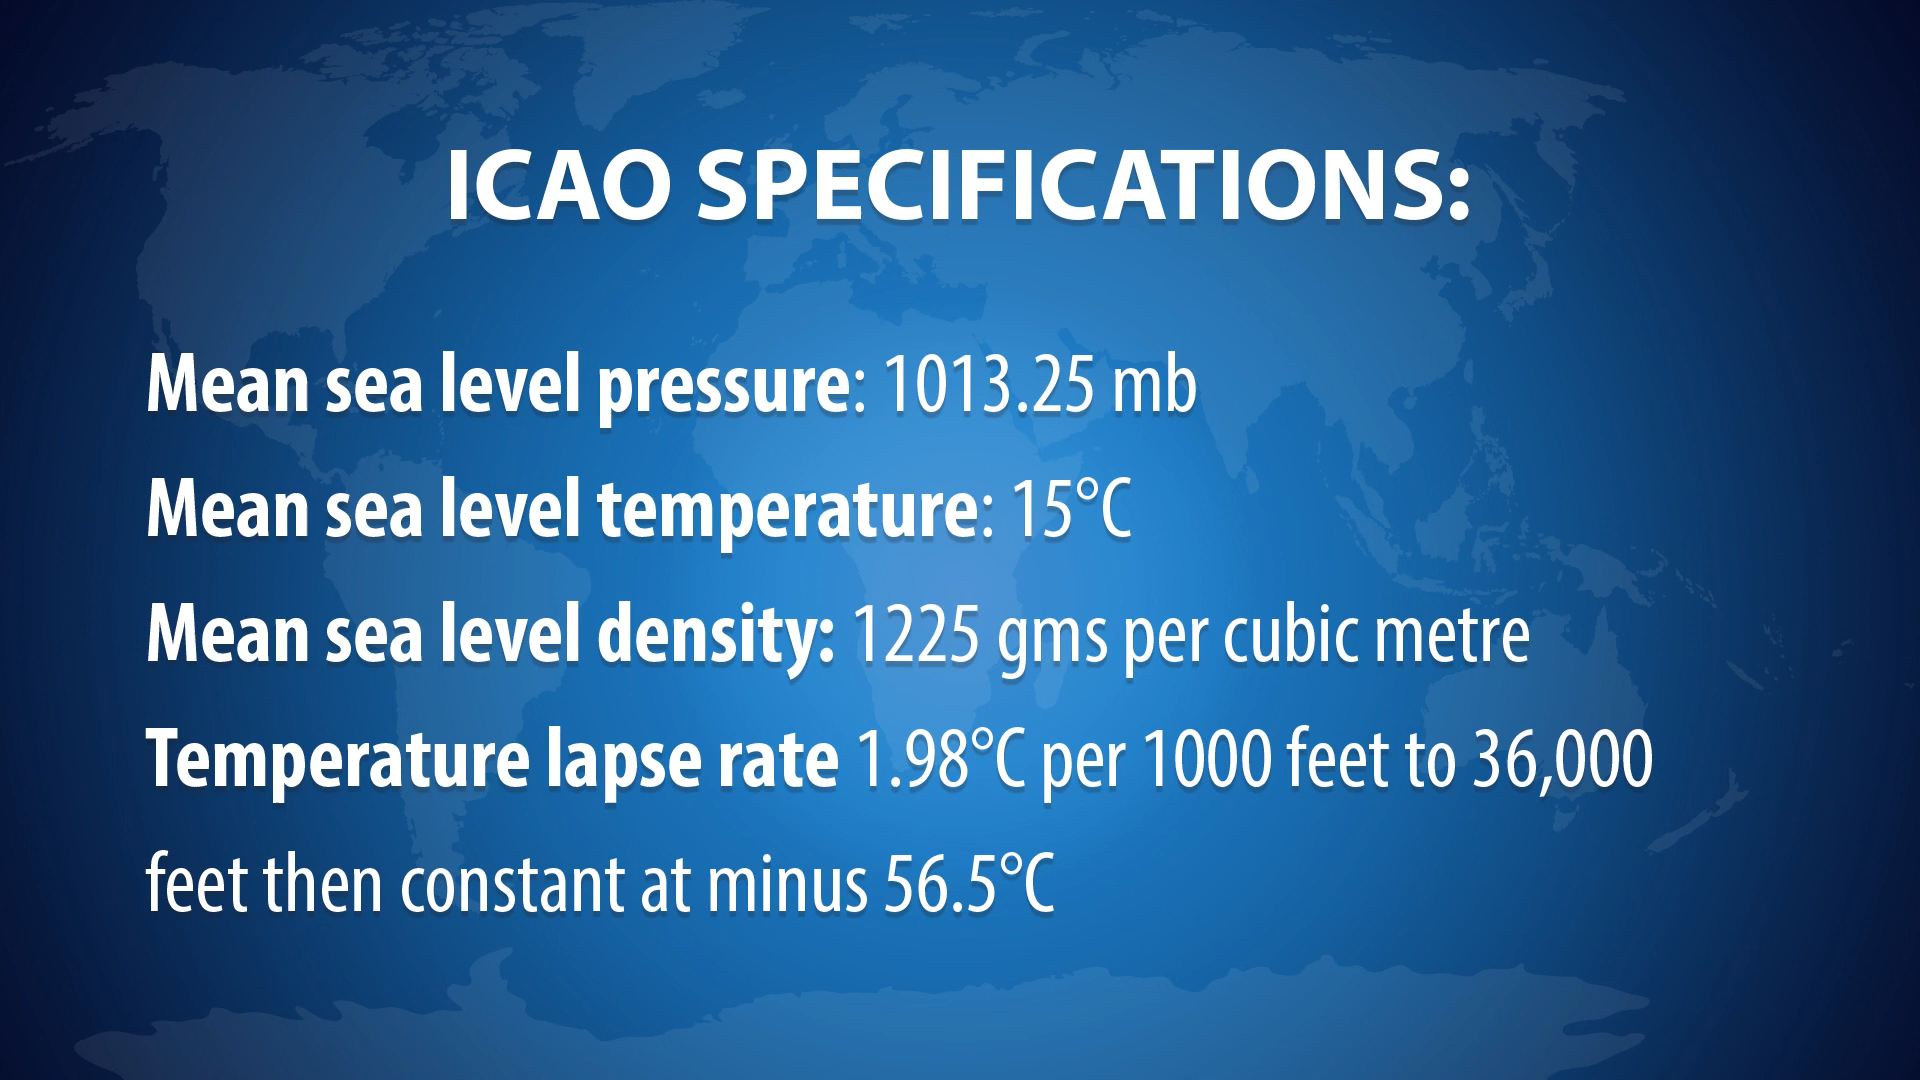 ICAO SPECIFICATIONS:
Mean sea level pressure: 1013.25 mb
Mean sea level temperature: 15°C
Mean sea level density: 1225 gms per cubic metre
Temperature lapse rate 1.98°C per 1000 feet to 36,000
feet then constant at minus 56.5°C